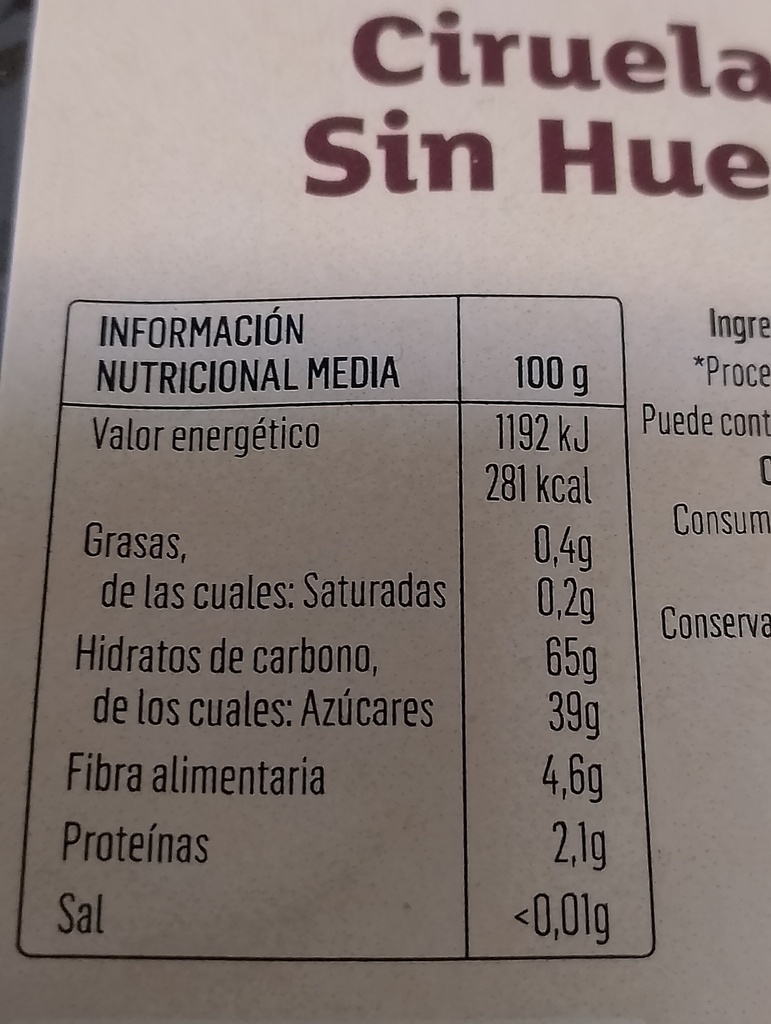 Ciruela
Sin Hue
INFORMACIÓN
NUTRICIONAL MEDIA 100 g
Valor energético 1192 kJ
281 kcal
Grasas, 0,4g
de las cuales: Saturadas 0,2g
Hidratos de carbono, 65g
de los cuales: Azúcares 39g
Fibra alimentaria 4,6g
Proteínas 2,1g
Sal <0,01g
Ingre
*Proce
Puede cont
Consum
Conserva